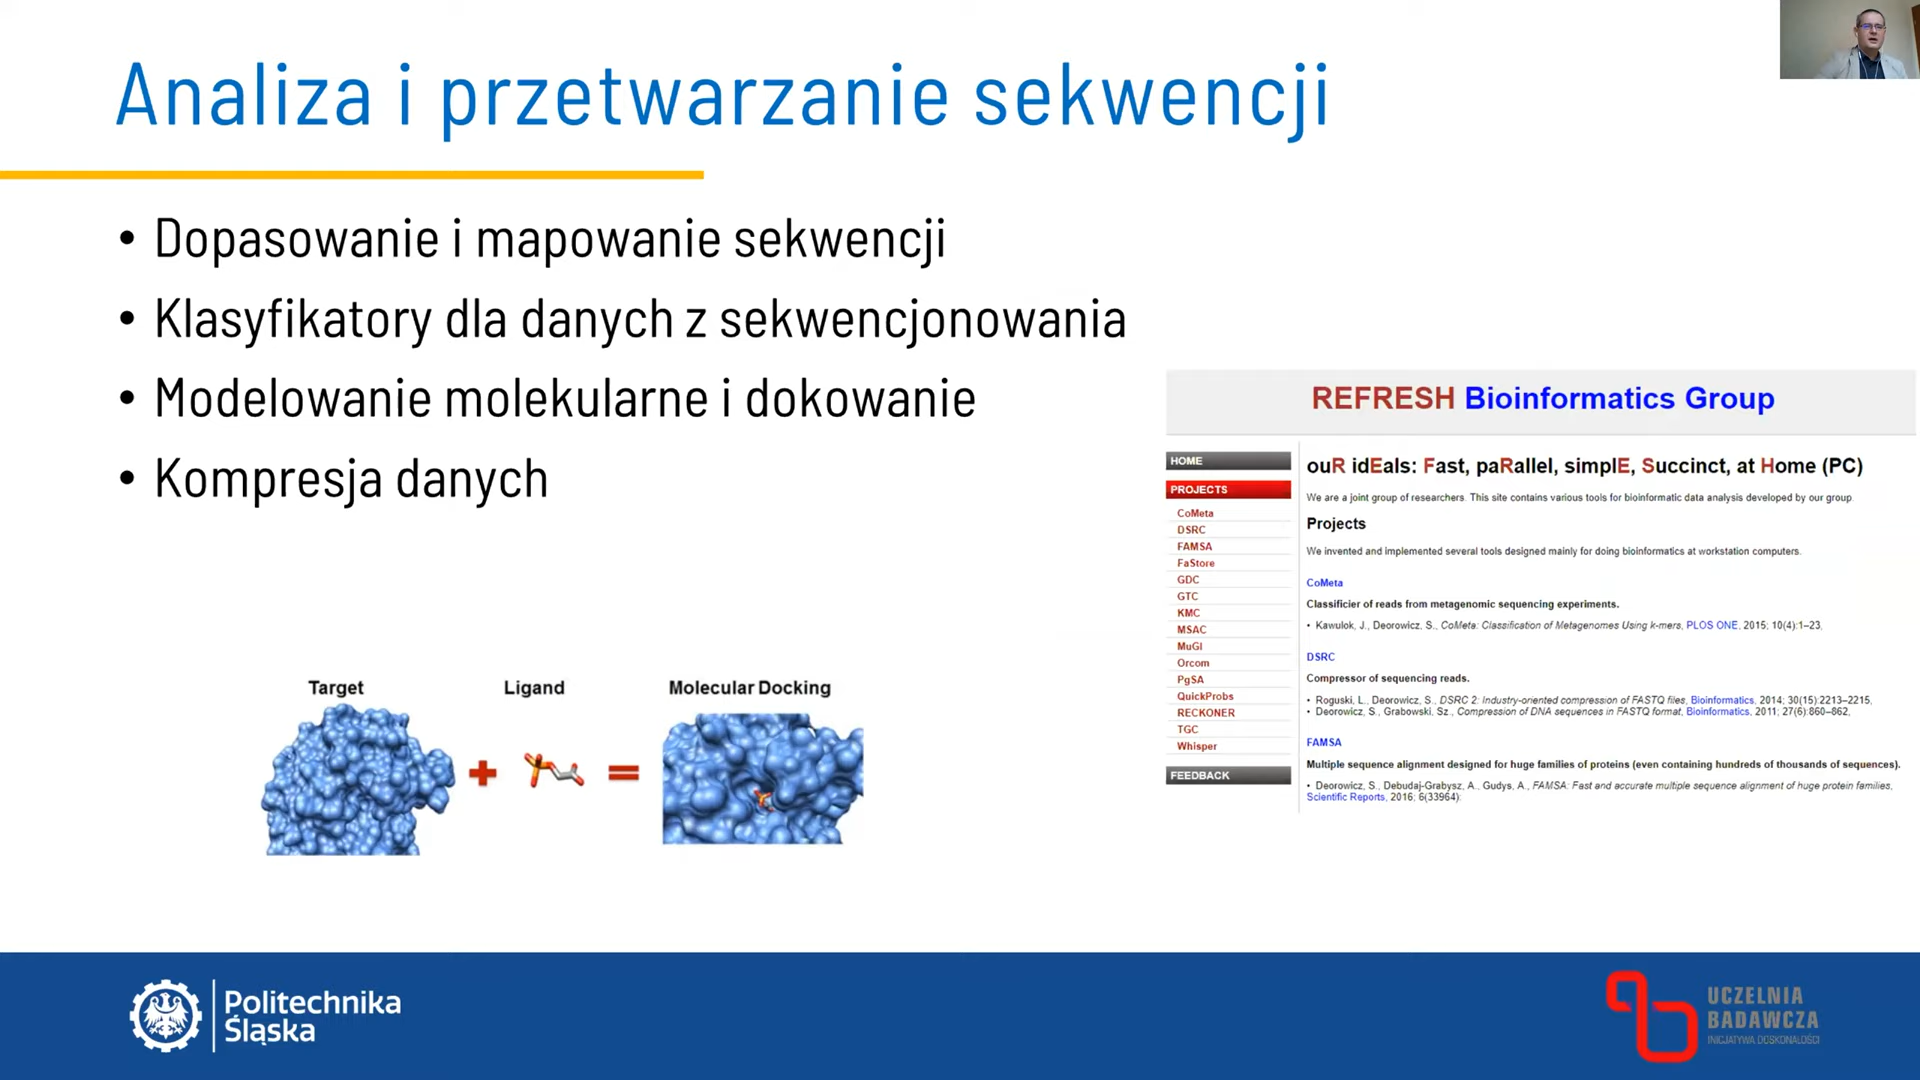 Analiza i przetwarzanie sekwencji
• Dopasowanie i mapowanie sekwencji
• Klasyfikatory dla danych z sekwencjonowania
• Modelowanie molekularne i dokowanie
• Kompresja danych
Target
Ligand
Molecular Docking
REFRESH Bioinformatics Group
HOME
PROJECTS
CoMeta
DSRC
FAMSA
FaStore
GDC
GTC
KMC
MSAC
MuGI
Orcom
PgSA
QuickProbs
RECKONER
TGC
Whisper
FEEDBACK
ouR idEals: Fast, paRallel, simplE, Succinct, at Home (PC)
We are a joint group of researchers. This site contains various tools for bioinformatic data analysis developed by our group
Projects
We invented and implemented several tools designed mainly for doing bioinformatics at workstation computers.
CoMeta
Classificier of reads from metagenomic sequencing experiments.
• Kawulok, J., Deorowicz, S., CoMeta: Classification of Metagenomes Using k-mers, PLOS ONE, 2015; 10(4):1–23,
DSRC
Compressor of sequencing reads.
• Roguski, L., Deorowicz, S., DSRC 2: Industry-oriented compression of FASTQ files, Bioinformatics, 2014; 30(15):2213–2215,
• Deorowicz, S., Grabowski, Sz., Compression of DNA sequences in FASTQ format, Bioinformatics, 2011; 27(6):860–862,
FAMSA
Multiple sequence alignment designed for huge families of proteins (even containing hundreds of thousands of sequences).
• Deorowicz, S., Debudaj-Grabysz, A., Gudys, A., FAMSA: Fast and accurate multiple sequence alignment of huge protein families,
Scientific Reports, 2016; 6(33964):
Politechnika
Śląska
UCZELNIA
BADAWCZA
INICJATYWA DOSKONAŁOŚCI